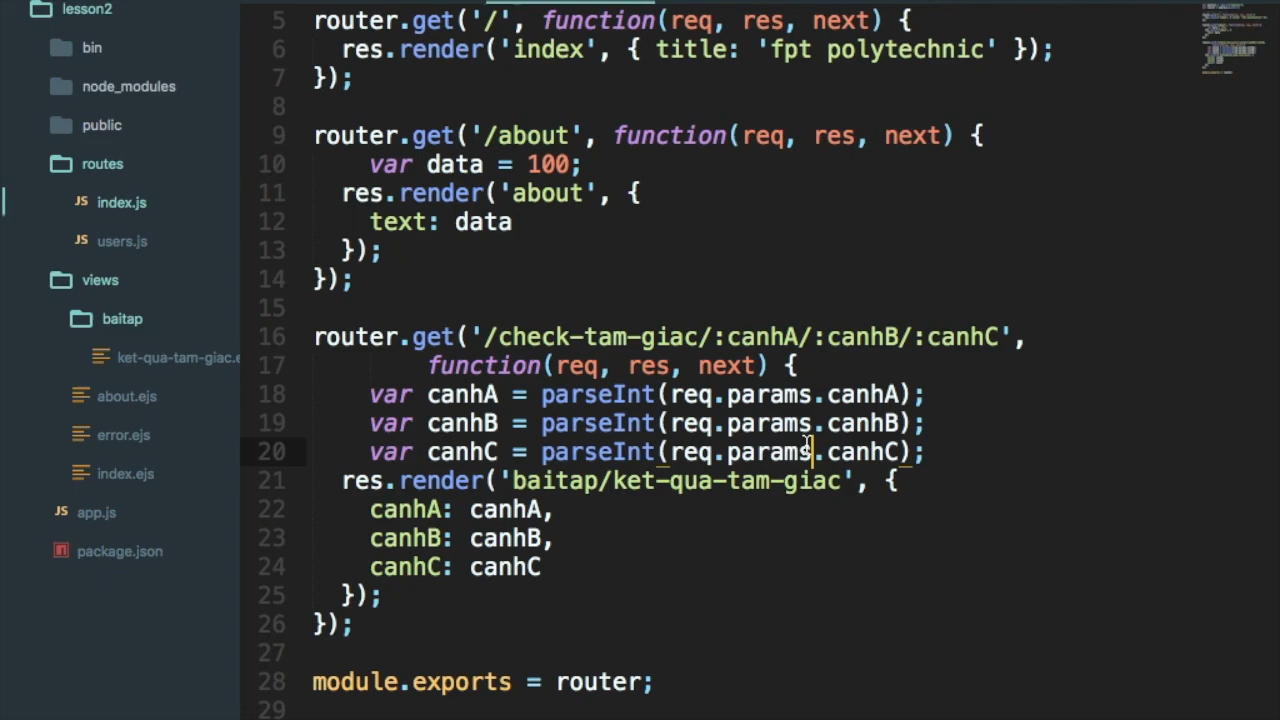 lesson2
bin
node_modules
public
routes
index.js
users.js
views
baitap
ket-qua-tam-giac.e
about.ejs
error.ejs
index.ejs
app.js
package.json
5 router.get('/', function(req, res, next) {
6 res.render('index', { title: 'fpt polytechnic' });
7 });
8
9 router.get('/about', function(req, res, next) {
10 var data = 100;
11 res.render('about', {
12 text: data
13 });
14 });
15
16 router.get('/check-tam-giac/:canhA/:canhB/:canhC',
17 function(req, res, next) {
18 var canhA = parseInt(req.params.canhA);
19 var canhB = parseInt(req.params.canhB);
20 var canhC = parseInt(req.params.canhC);
21 res.render('baitap/ket-qua-tam-giac', {
22 canhA: canhA,
23 canhB: canhB,
24 canhC: canhC
25 });
26 });
27
28 module.exports = router;
29